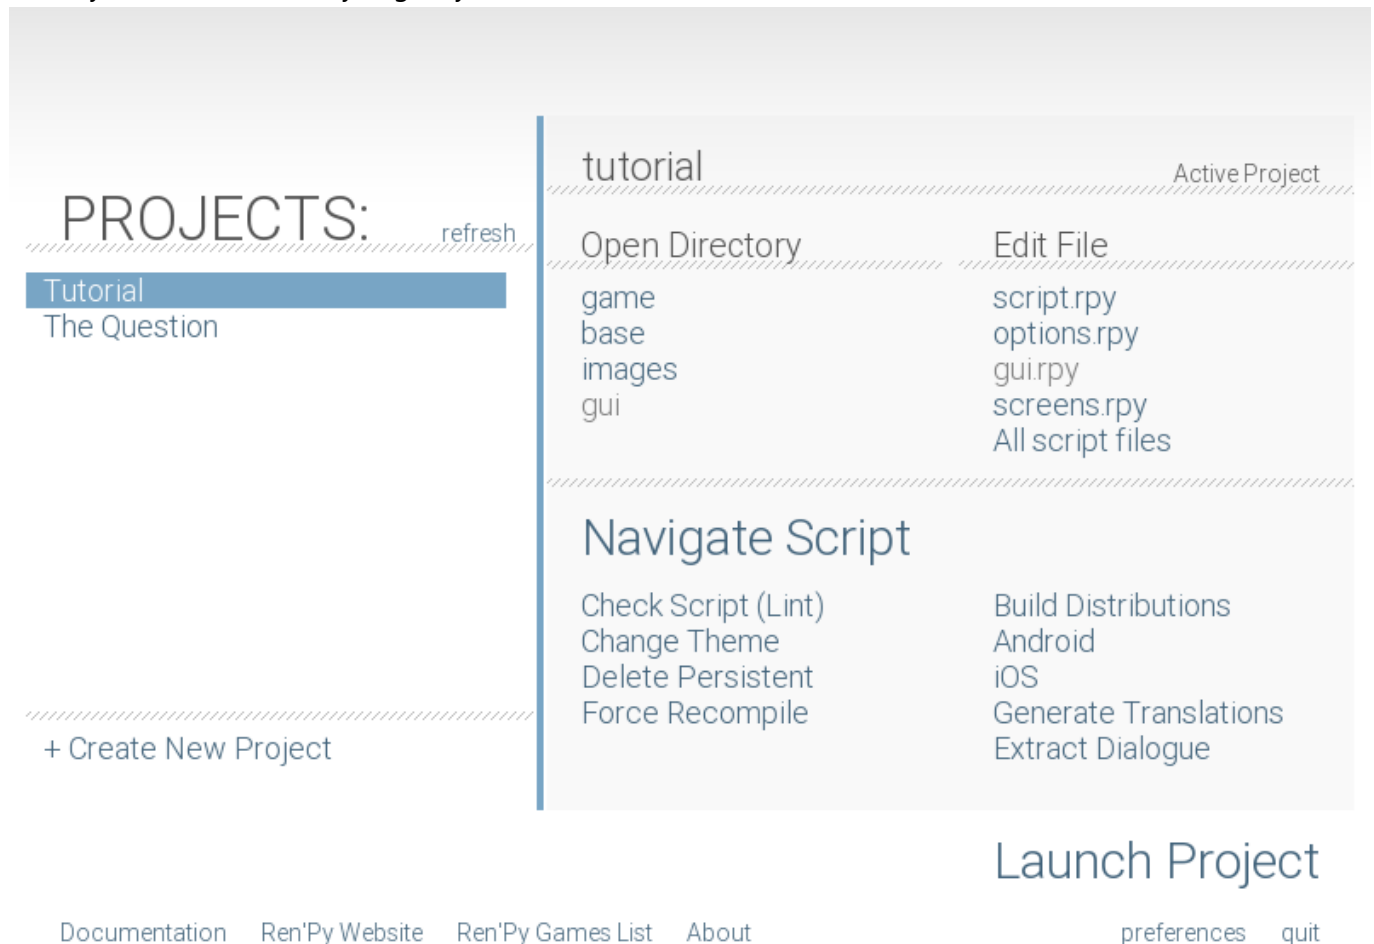 PROJECTS:
refresh
Tutorial
The Question
+ Create New Project
tutorial
Active Project
Open Directory
game
base
images
gui
Edit File
script.rpy
options.rpy
gui.rpy
screens.rpy
All script files
Navigate Script
Check Script (Lint)
Change Theme
Delete Persistent
Force Recompile
Build Distributions
Android
iOS
Generate Translations
Extract Dialogue
Launch Project
Documentation
Ren'Py Website
Ren'Py Games List
About
preferences
quit